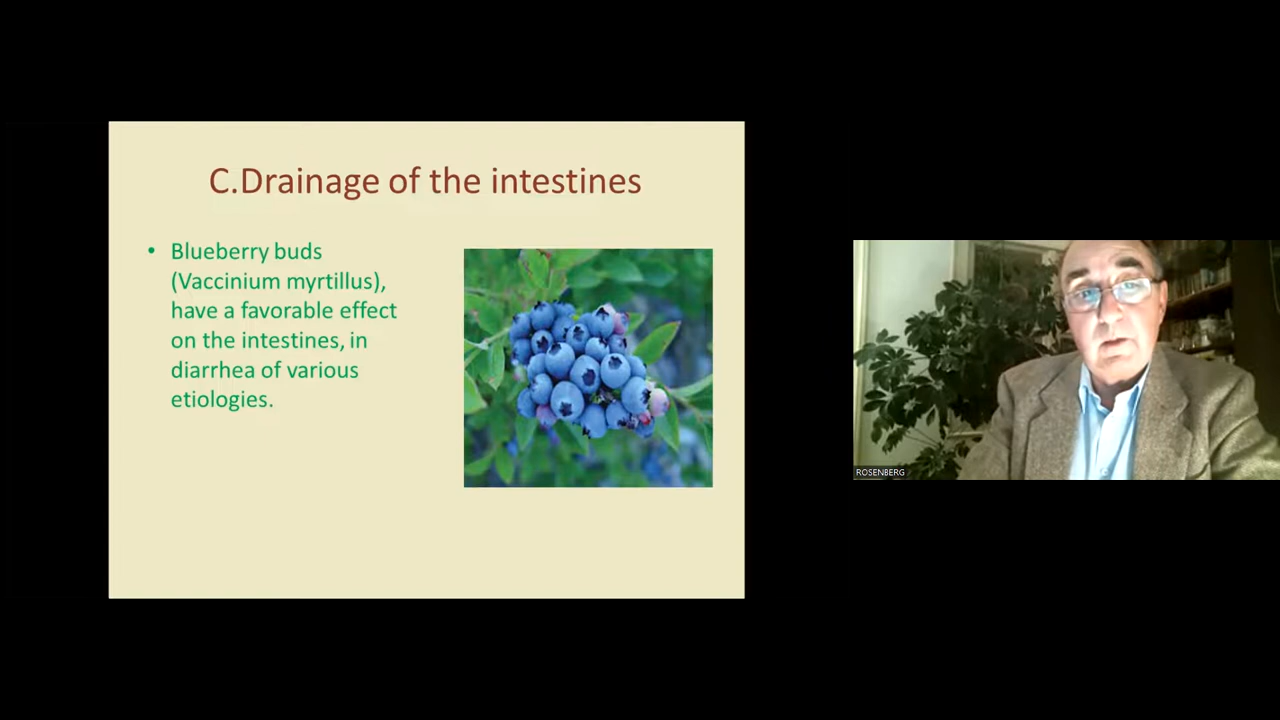 C.Drainage of the intestines
• Blueberry buds
(Vaccinium myrtillus),
have a favorable effect
on the intestines, in
diarrhea of various
etiologies.
ROSENBERG